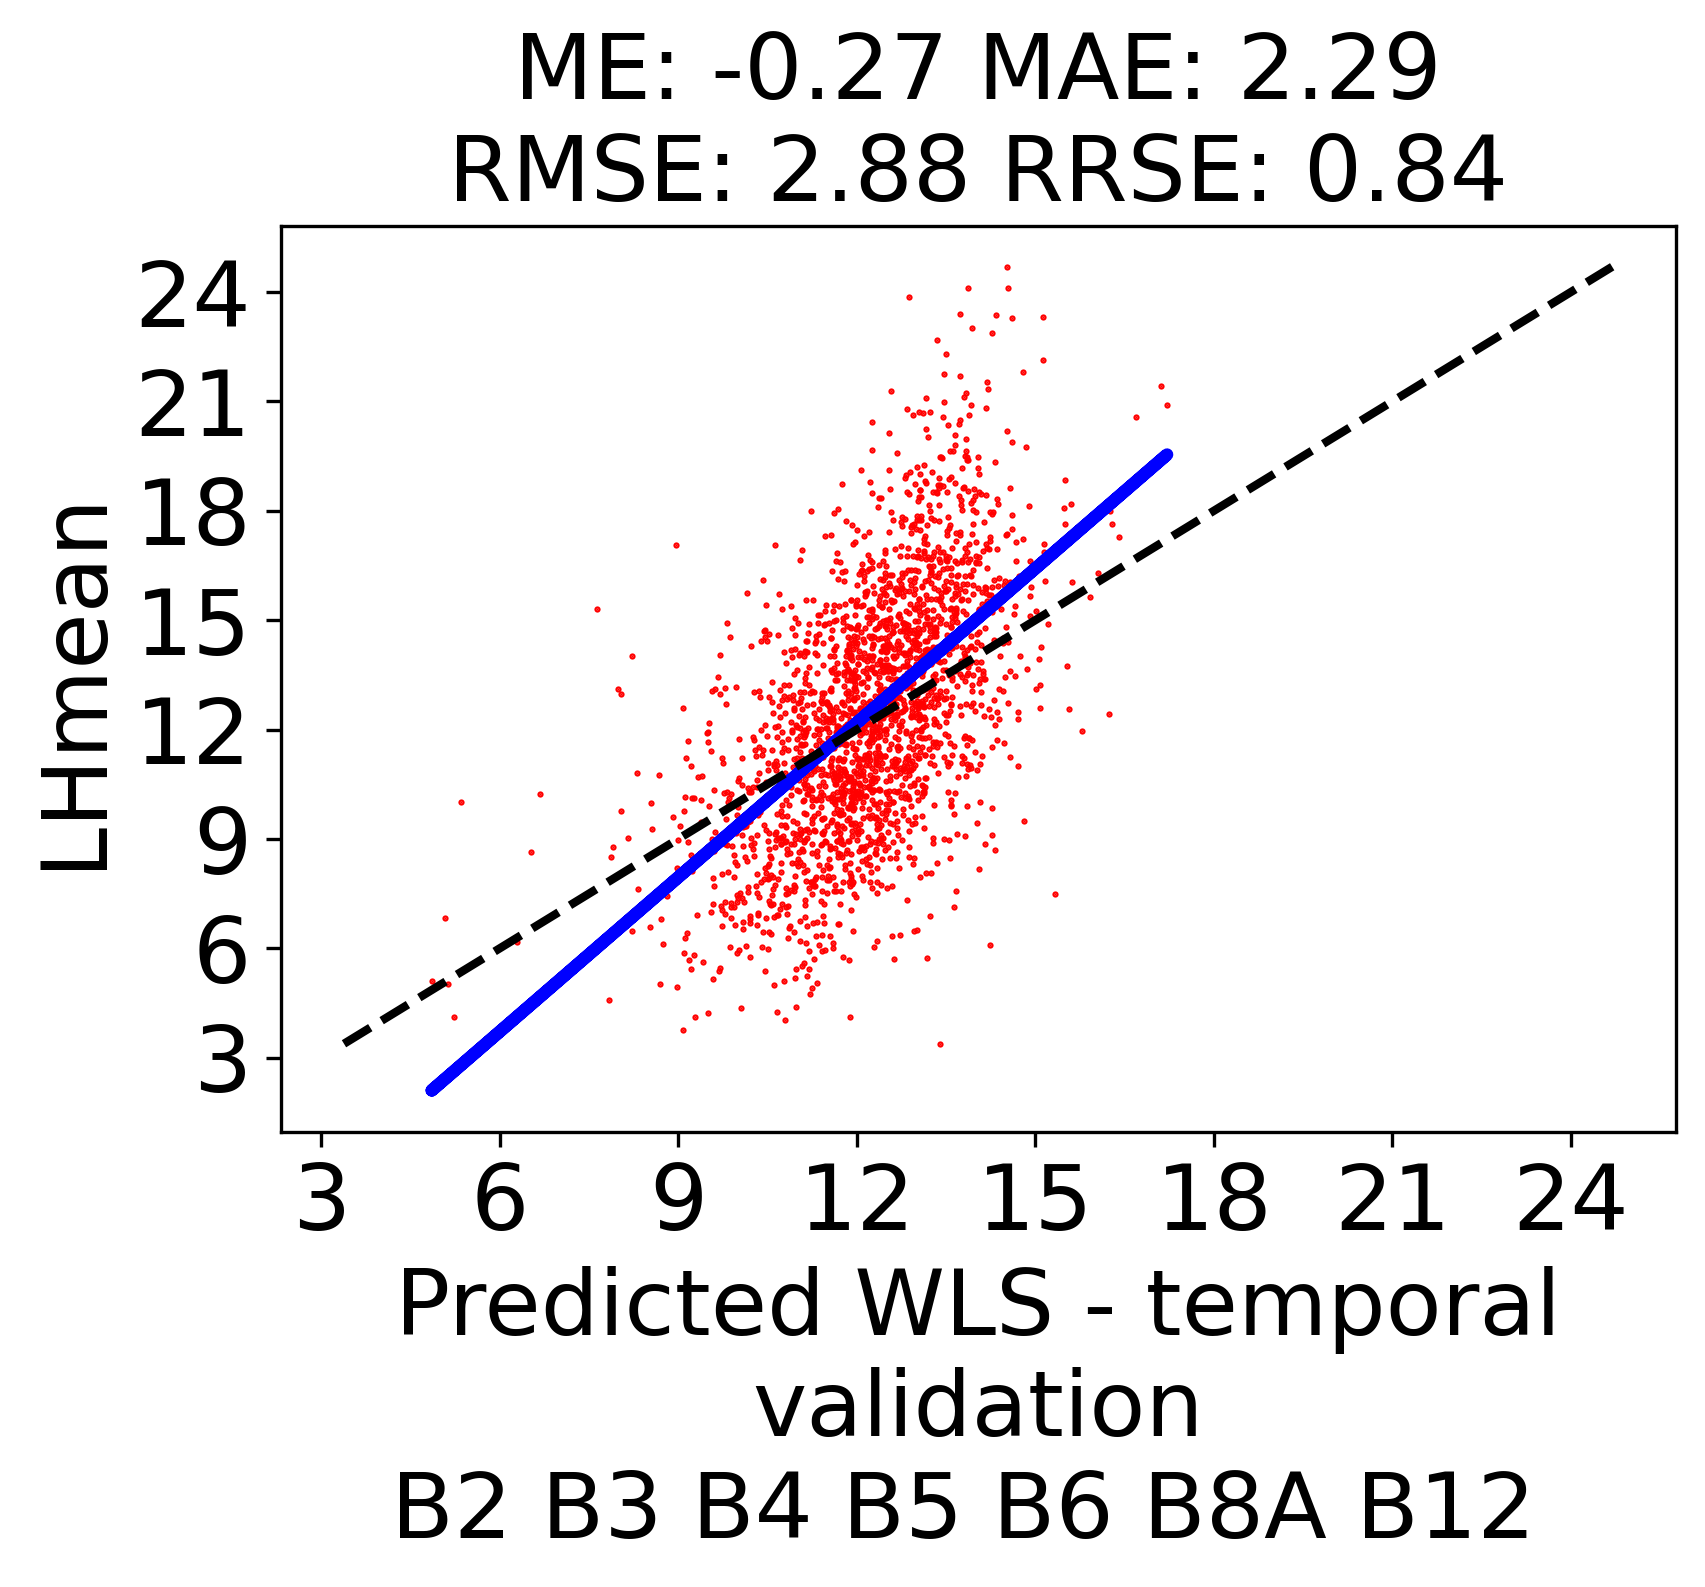 ME: -0.27 MAE: 2.29
RMSE: 2.88 RRSE: 0.84
LHmean
24
21
18
15
12
9
6
3
3 6 9 12 15 18 21 24
Predicted WLS - temporal
validation
B2 B3 B4 B5 B6 B8A B12